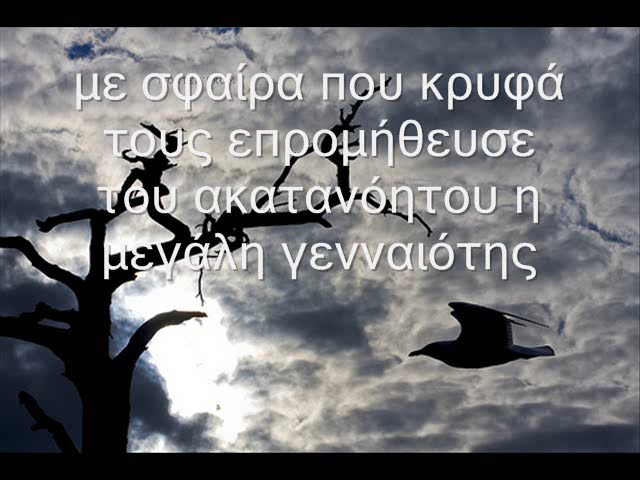 με σφαίρα που κρυφά
τους επρομήθευσε
του ακατανόητου η
μεγάλη γενναιότης